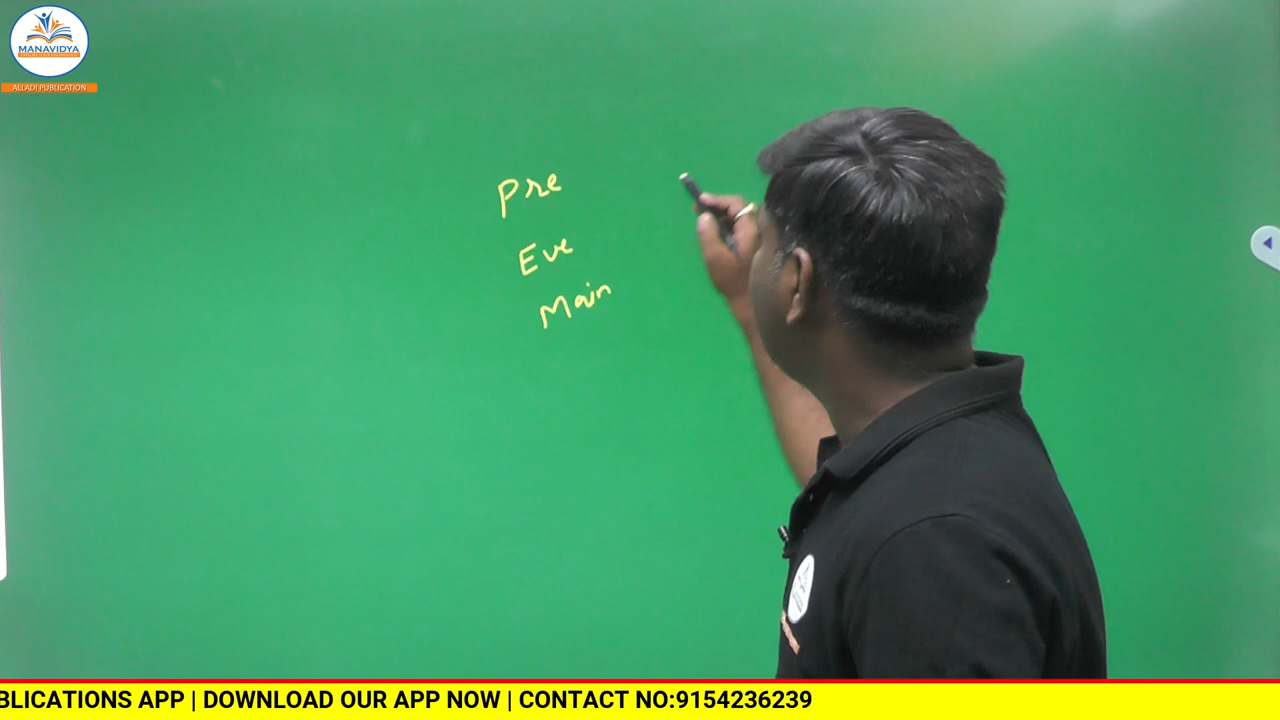 MANAVIDYA
ALLADI PUBLICATION
Pre
Eve
Main
BLICATIONS APP | DOWNLOAD OUR APP NOW | CONTACT NO:9154236239